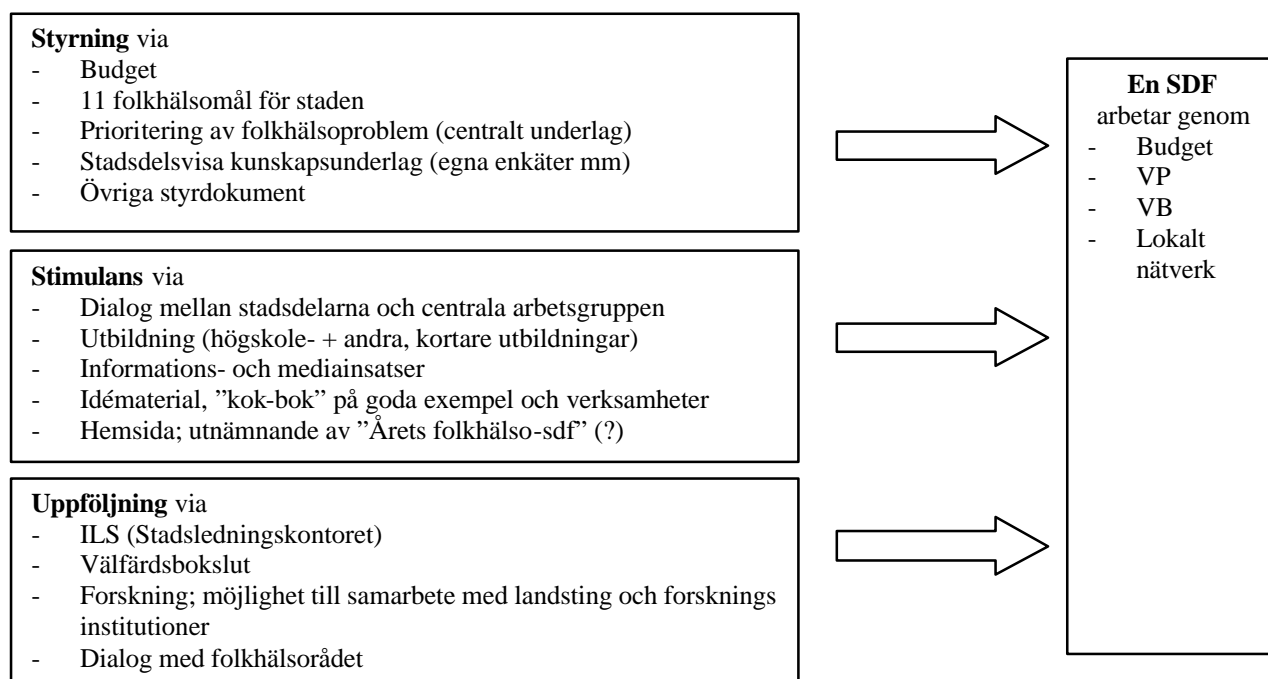 Styrning via
- Budget
- 11 folkhälsomål för staden
- Prioritering av folkhälsoproblem (centralt underlag)
- Stadsdelsvisa kunskapsunderlag (egna enkäter mm)
- Övriga styrdokument
Stimulans via
- Dialog mellan stadsdelarna och centrala arbetsgruppen
- Utbildning (högskole- + andra, kortare utbildningar)
- Informations- och mediainsatser
- Idématerial, ”kok-bok” på goda exempel och verksamheter
- Hemsida; utnämnande av ”Årets folkhälso-sdf” (?)
Uppföljning via
- ILS (Stadsledningskontoret)
- Välfärdsbokslut
- Forskning; möjlighet till samarbete med landsting och forsknings
institutioner
- Dialog med folkhälsorådet
En SDF
arbetar genom
- Budget
- VP
- VB
- Lokalt
nätverk